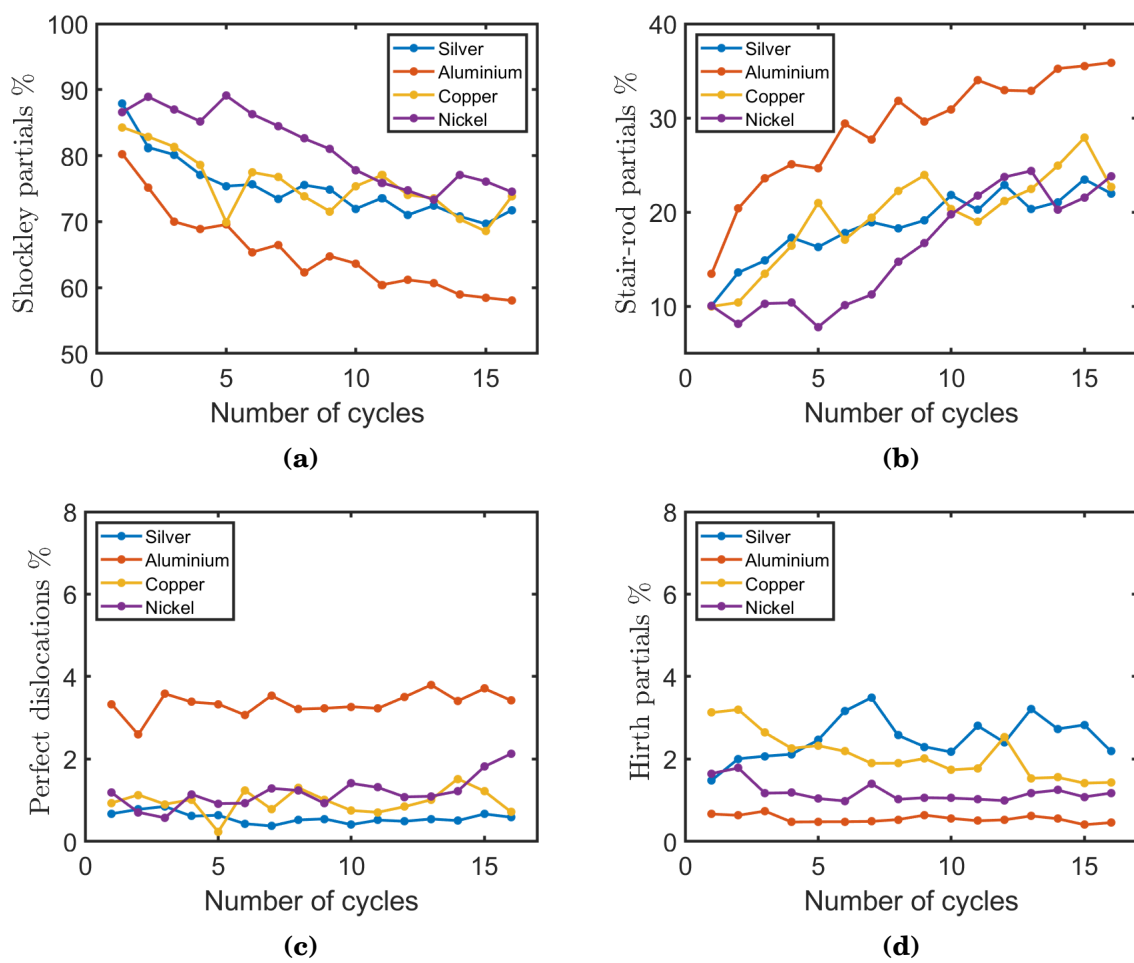 Shockley partials %
100
90
80
70
60
50
Silver
Aluminium
Copper
Nickel
0 5 10 15
Number of cycles
(a)
Stair-rod partials %
40
30
20
10
Silver
Aluminium
Copper
Nickel
0 5 10 15
Number of cycles
(b)
Perfect dislocations %
8
6
4
2
0
Silver
Aluminium
Copper
Nickel
0 5 10 15
Number of cycles
(c)
Hirth partials %
8
6
4
2
0
Silver
Aluminium
Copper
Nickel
0 5 10 15
Number of cycles
(d)